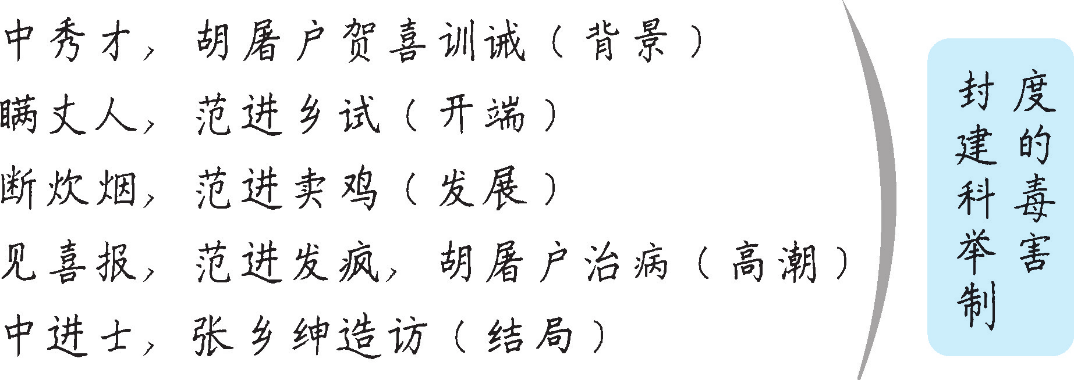 中秀才，胡屠户贺喜训诫（背景）
瞒丈人，范进乡试（开端）
断炊烟，范进卖鸡（发展）
见喜报，范进发疯，胡屠户治病（高潮）
中进士，张乡绅造访（结局）
封建科举制
度的毒害